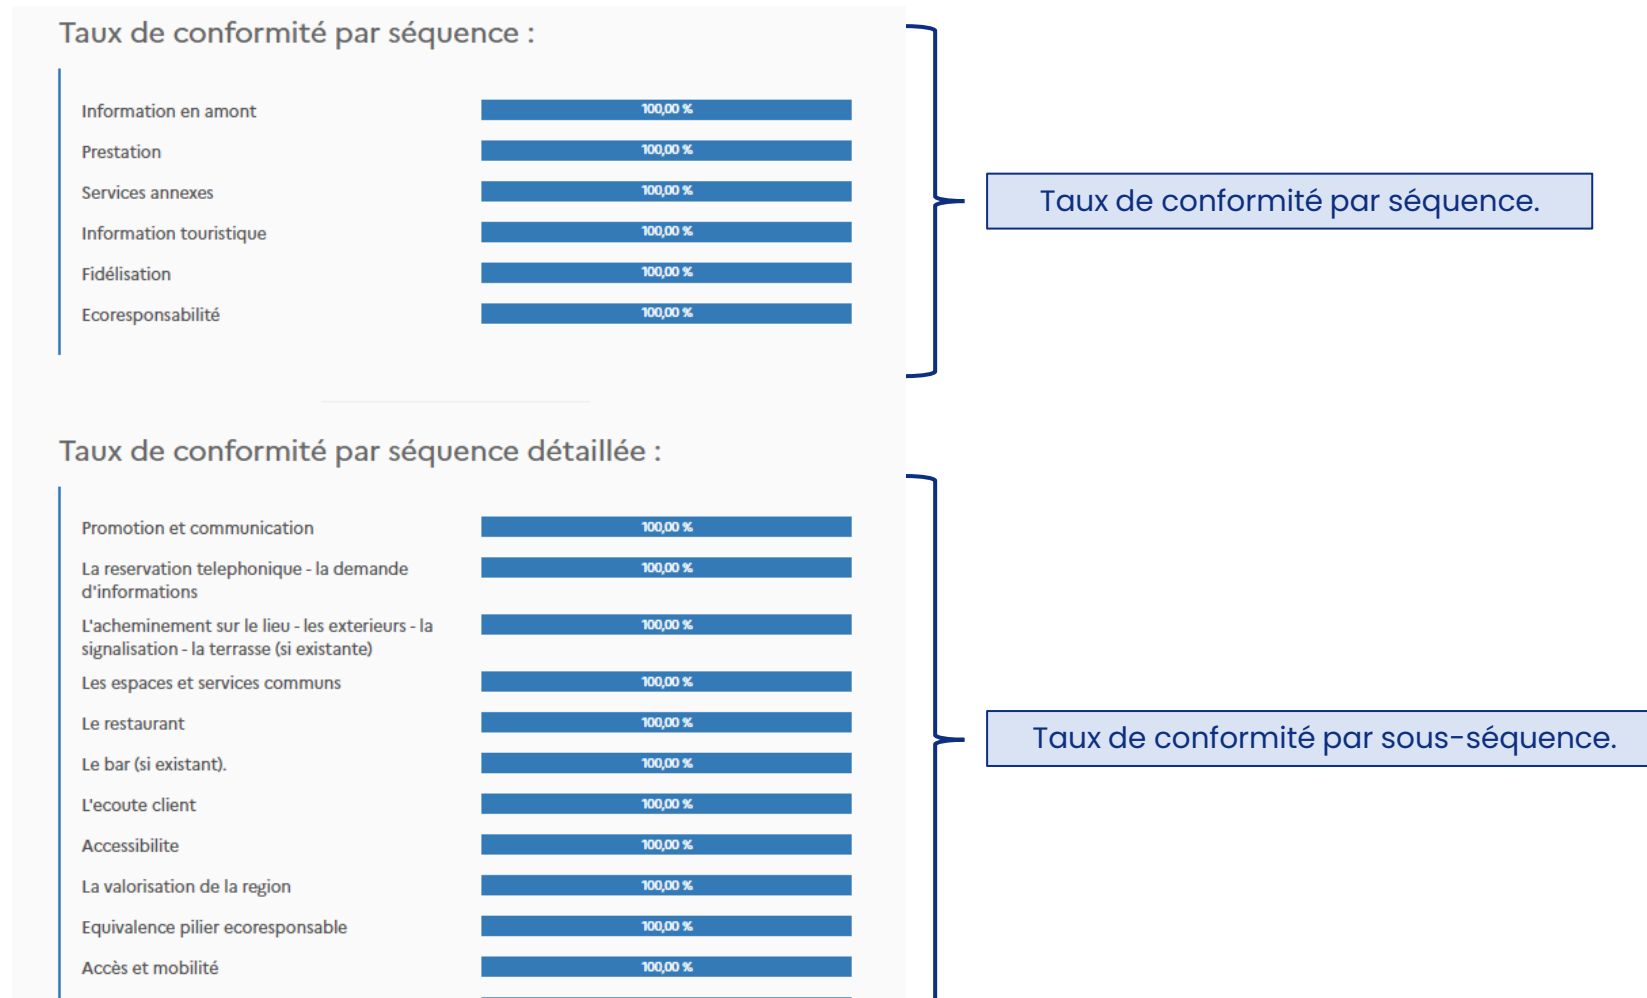 Taux de conformité par séquence :
Information en amont 100,00 %
Prestation 100,00 %
Services annexes 100,00 %
Information touristique 100,00 %
Fidélisation 100,00 %
Ecoresponsabilité 100,00 %
Taux de conformité par séquence.
Taux de conformité par séquence détaillée :
Promotion et communication 100,00 %
La reservation telephonique - la demande 100,00 %
d'informations
L'acheminement sur le lieu - les exterieurs - la 100,00 %
signalisation - la terrasse (si existante)
Les espaces et services communs 100,00 %
Le restaurant 100,00 %
Le bar (si existant). 100,00 %
L'ecoute client 100,00 %
Accessibilite 100,00 %
La valorisation de la region 100,00 %
Equivalence pilier ecoresponsable 100,00 %
Accès et mobilité 100,00 %
Taux de conformité par sous-séquence.